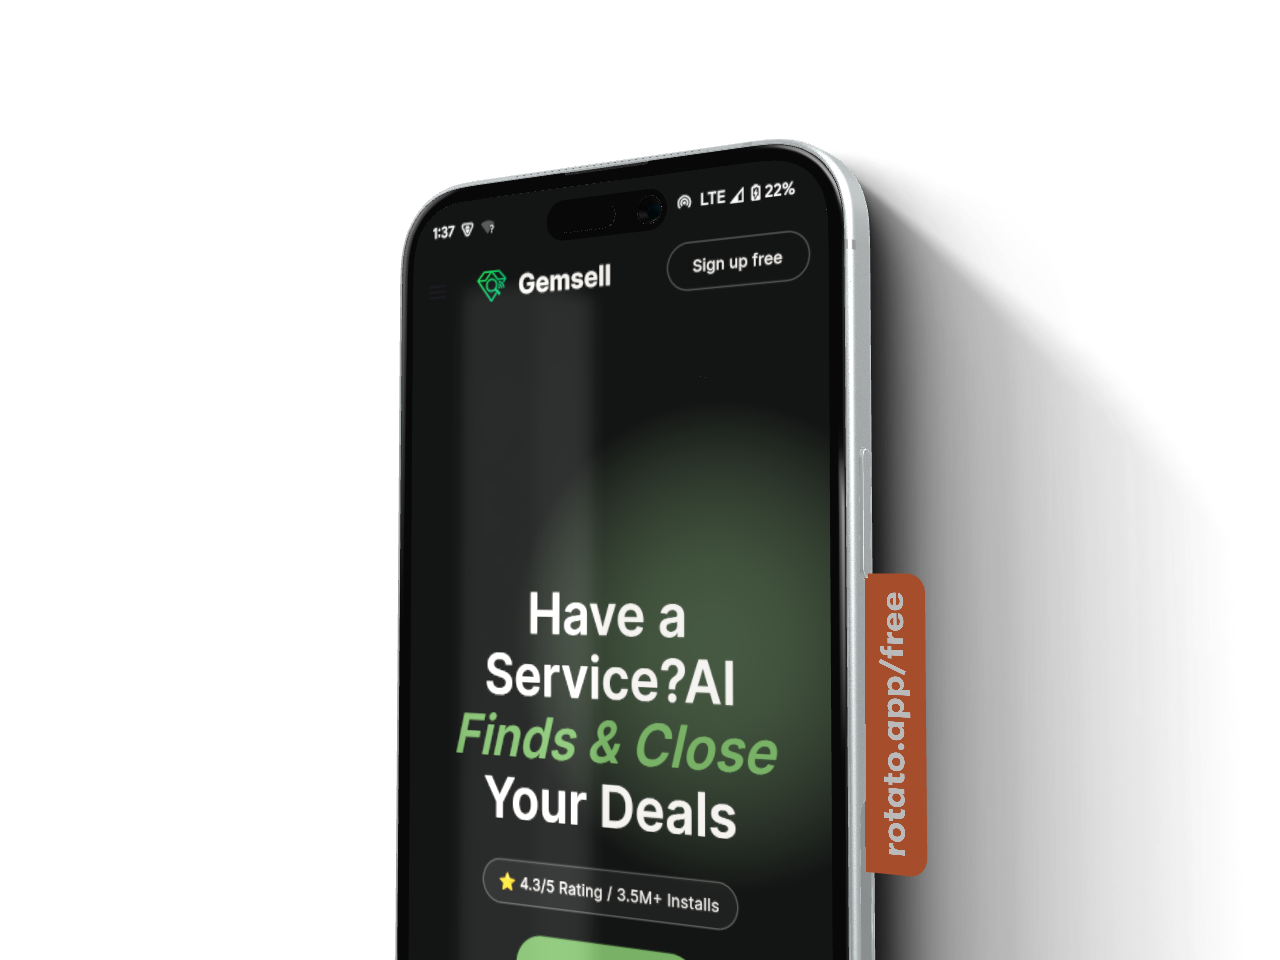 1:37
LTE 22%
Gemsell
Sign up free
Have a
Service?AI
Finds & Close
Your Deals
⭐ 4.3/5 Rating / 3.5M+ Installs
rotato.app/free